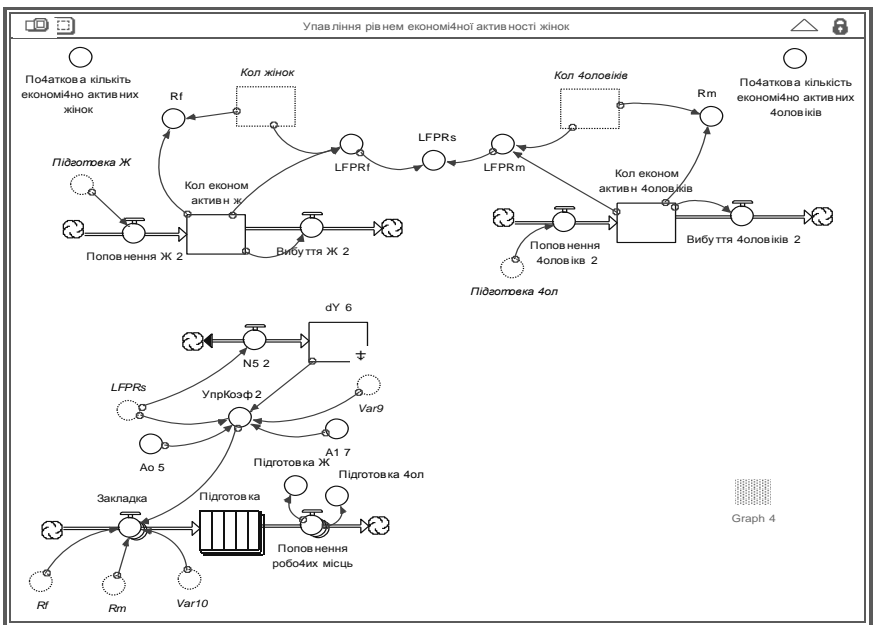 Управління рівнем економі4ної активності жінок
По4аткова кількіть
економі4но активних
жінок
Rf
Кол жінок
Кол 4оловіків
Rm
По4аткова кількість
економі4но активних
4оловіків
LFPRs
LFPRf
LFPRm
Підготовка Ж
Кол економ
активн ж
Кол економ
активн 4оловіків
Поповнення Ж 2
Вибуття Ж 2
Поповнення
4оловіків 2
Вибуття 4оловіків 2
Підготовка 4ол
dY 6
N5 2
LFPRs
УпрКоэф 2
Var9
Ao 5
A1 7
Підготовка Ж
Підготовка 4ол
Закладка
Підготовка
Поповнення
робо4их місць
Graph 4
Rf
Rm
Var10